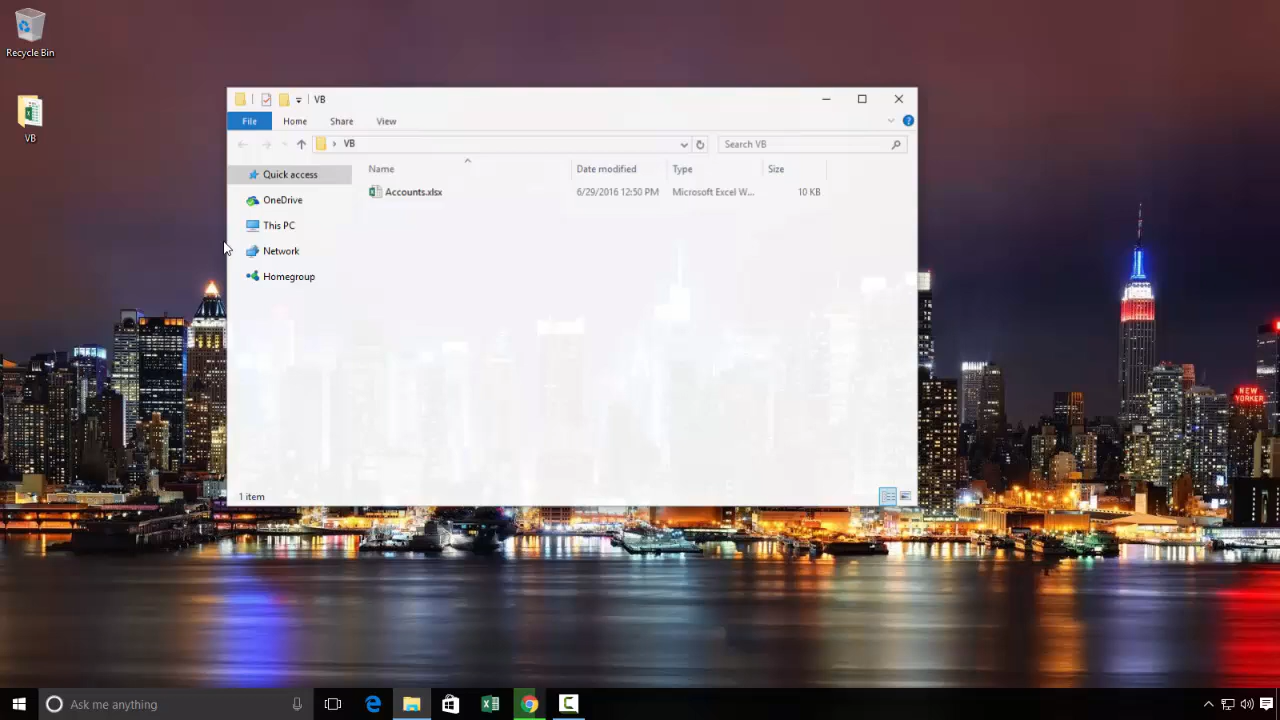 Recycle Bin
VB
VB
File Home Share View
VB
Search VB
Name Date modified Type Size
Accounts.xlsx 6/29/2016 12:50 PM Microsoft Excel W... 10 KB
Quick access
OneDrive
This PC
Network
Homegroup
1 item
NEW
YORKER
Ask me anything